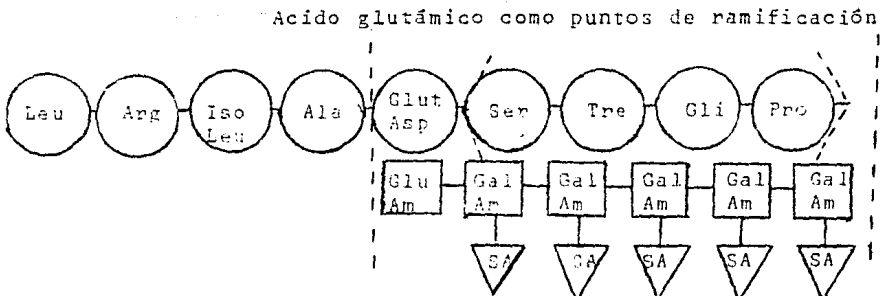 Acido glutámico como puntos de ramificación
Leu Arg Iso Leu Ala Glut Asp Ser Tre Gli Pro
Glu Am Gal Am Gal Am Gal Am Gal Am Gal Am
SA SA SA SA SA